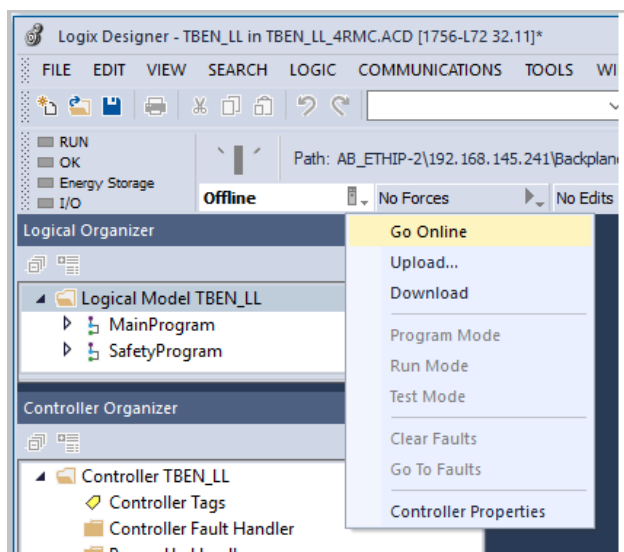 Logix Designer - TBEN_LL in TBEN_LL_4RMC.ACD [1756-L72 32.11]*
FILE EDIT VIEW SEARCH LOGIC COMMUNICATIONS TOOLS WI
RUN
OK
Energy Storage
I/O
Path: AB_ETHIP-2\192.168.145.241\Backplan
Offline No Forces No Edits
Logical Organizer
Logical Model TBEN_LL
MainProgram
SafetyProgram
Go Online
Upload...
Download
Program Mode
Run Mode
Test Mode
Clear Faults
Go To Faults
Controller Properties
Controller Organizer
Controller TBEN_LL
Controller Tags
Controller Fault Handler